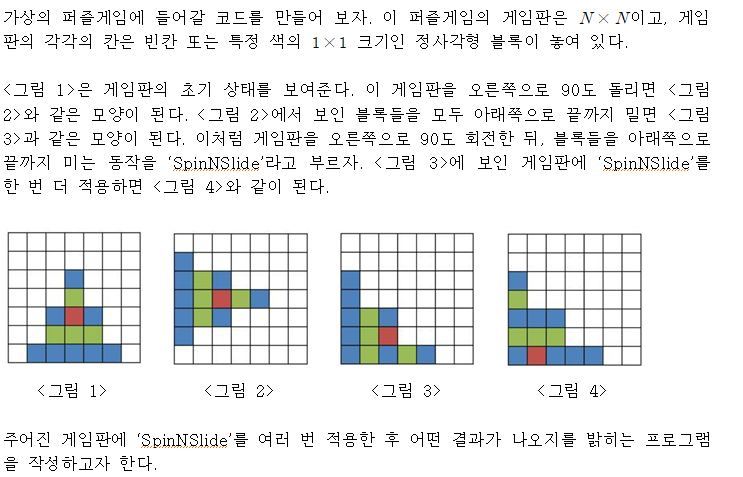 가상의 퍼즐게임에 들어갈 코드를 만들어 보자. 이 퍼즐게임의 게임판은 N×N이고, 게임
판의 각각의 칸은 빈칸 또는 특정 색의 1×1 크기인 정사각형 블록이 놓여 있다.
<그림 1>은 게임판의 초기 상태를 보여준다. 이 게임판을 오른쪽으로 90도 돌리면 <그림
2>와 같은 모양이 된다. <그림 2>에서 보인 블록들을 모두 아래쪽으로 끝까지 밀면 <그림
3>과 같은 모양이 된다. 이처럼 게임판을 오른쪽으로 90도 회전한 뒤, 블록들을 아래쪽으로
끝까지 미는 동작을 ‘SpinNSlide’라고 부르자. <그림 3>에 보인 게임판에 ‘SpinNSlide’를
한 번 더 적용하면 <그림 4>와 같이 된다.
<그림 1> <그림 2> <그림 3> <그림 4>
주어진 게임판에 ‘SpinNSlide’를 여러 번 적용한 후 어떤 결과가 나오지를 밝히는 프로그램
을 작성하고자 한다.